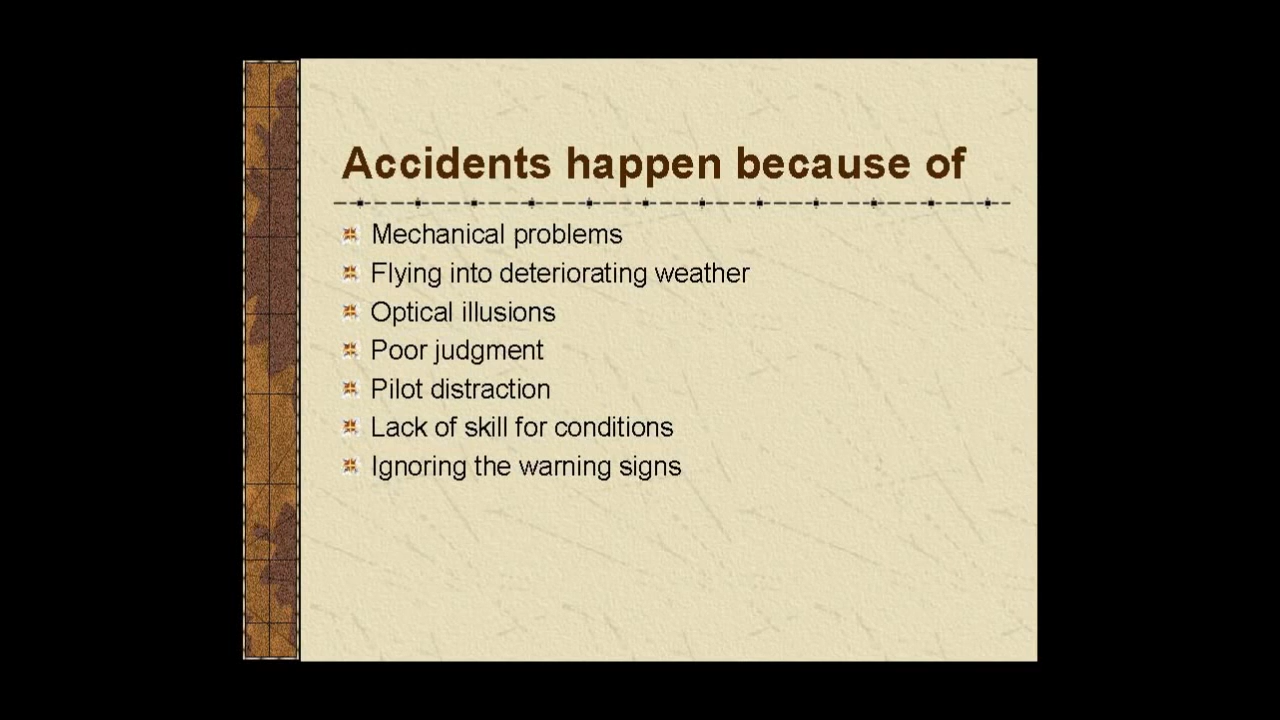 Accidents happen because of
Mechanical problems
Flying into deteriorating weather
Optical illusions
Poor judgment
Pilot distraction
Lack of skill for conditions
Ignoring the warning signs